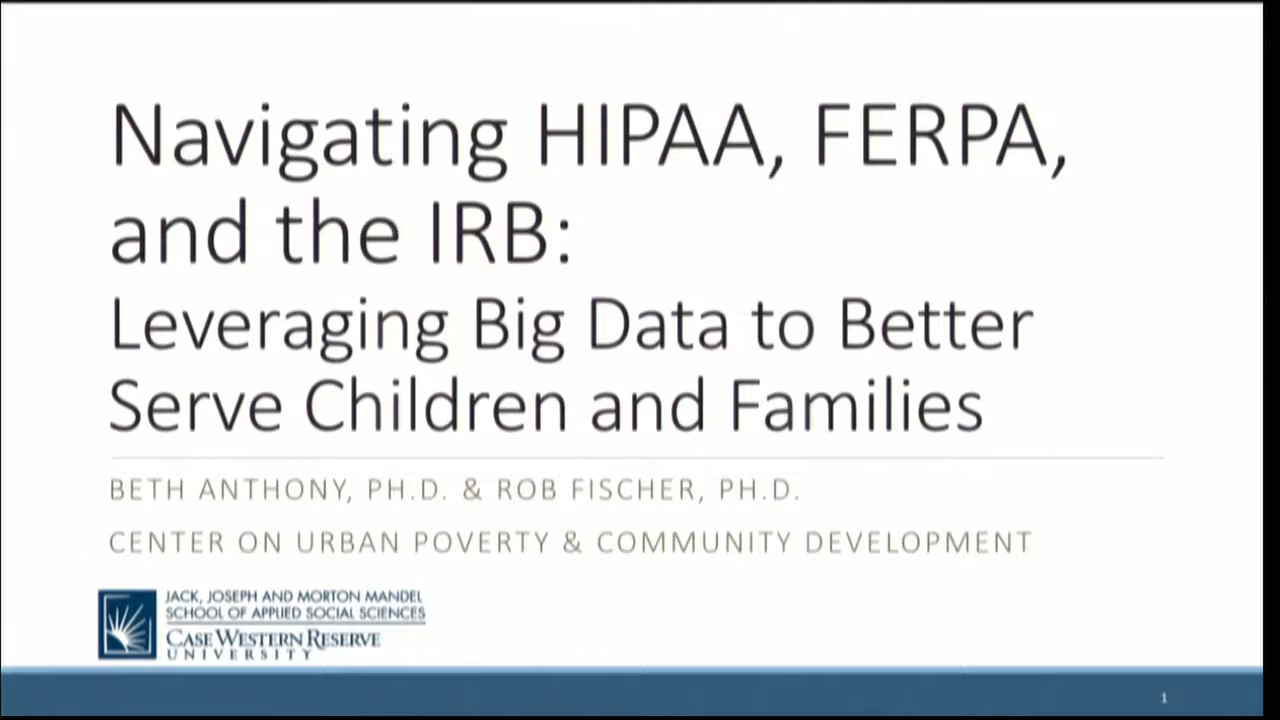 Navigating HIPAA, FERPA,
and the IRB:
Leveraging Big Data to Better
Serve Children and Families
BETH ANTHONY, PH.D. & ROB FISCHER, PH.D.
CENTER ON URBAN POVERTY & COMMUNITY DEVELOPMENT
JACK, JOSEPH AND MORTON MANDEL
SCHOOL OF APPLIED SOCIAL SCIENCES
CASE WESTERN RESERVE
UNIVERSITY
1